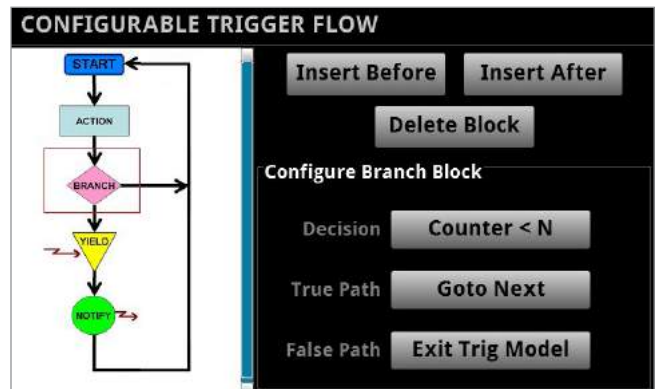 CONFIGURABLE TRIGGER FLOW
START
ACTION
BRANCH
YIELD
NOTIFY
Insert Before
Insert After
Delete Block
Configure Branch Block
Decision
Counter < N
True Path
Goto Next
False Path
Exit Trig Model